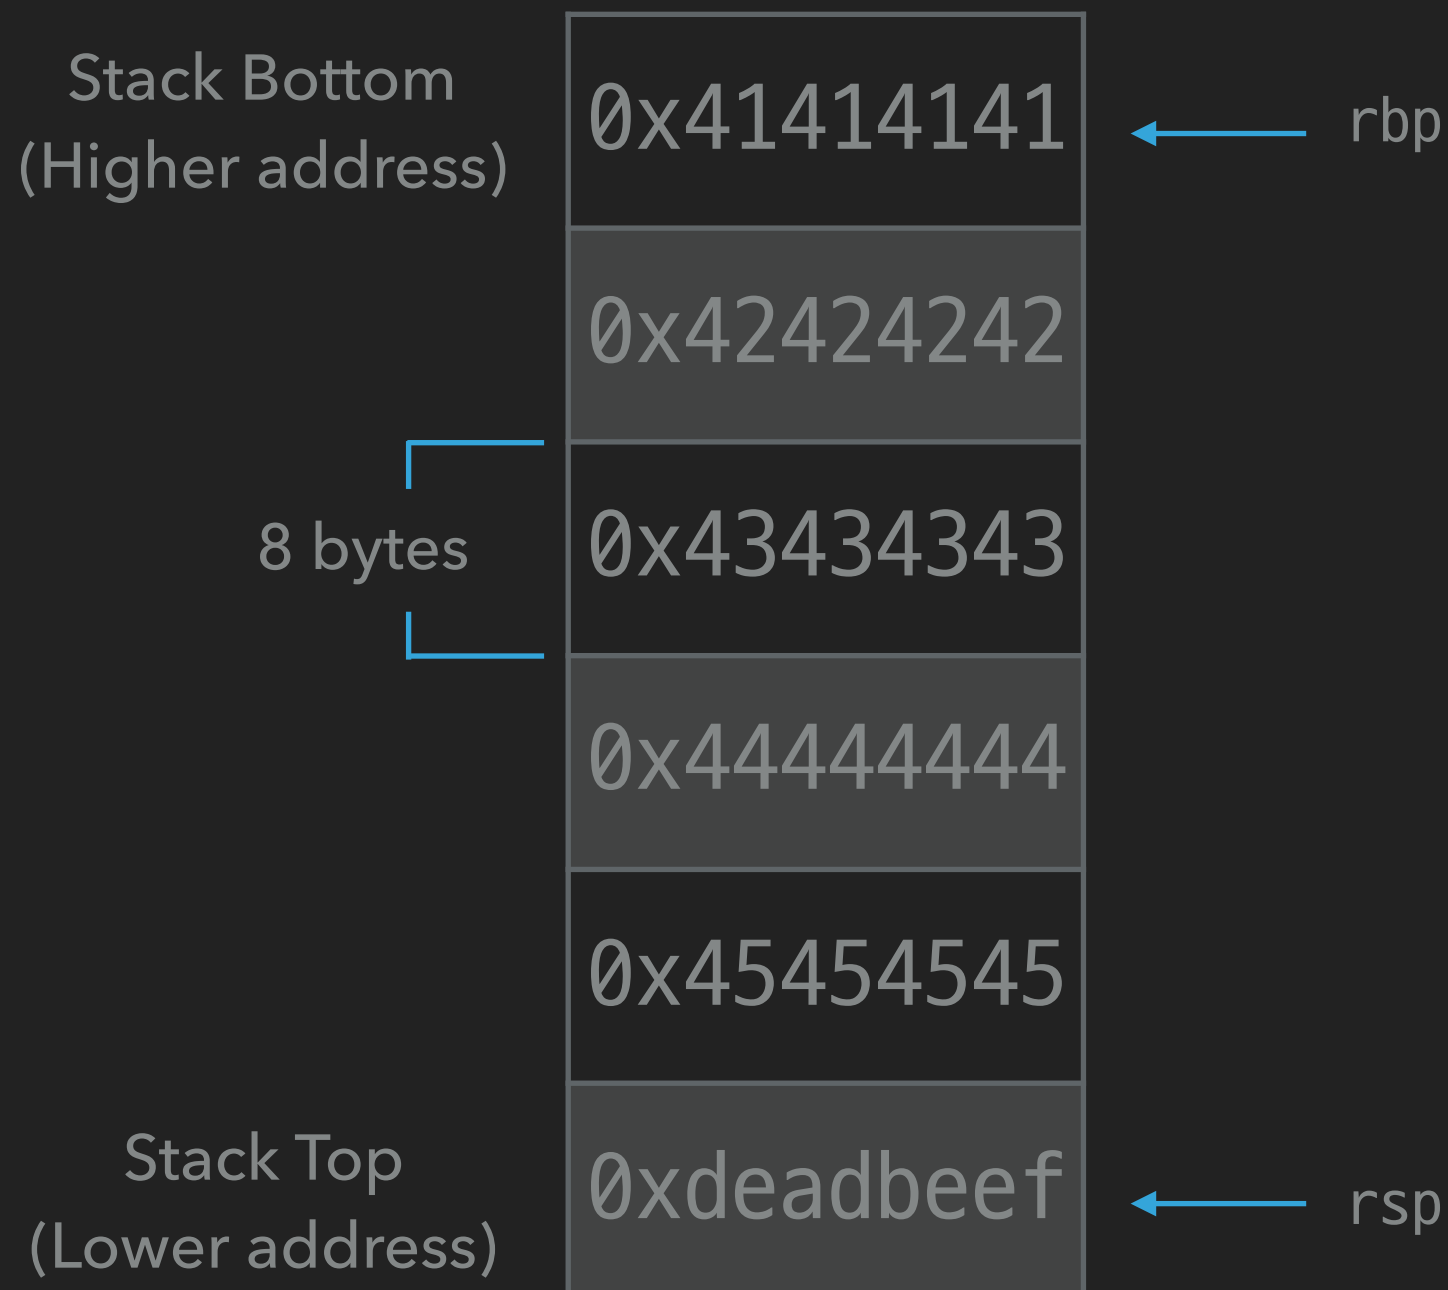 Stack Bottom
(Higher address)
0x41414141
rbp
0x42424242
8 bytes
0x43434343
0x44444444
0x45454545
Stack Top
(Lower address)
0xdeadbeef
rsp